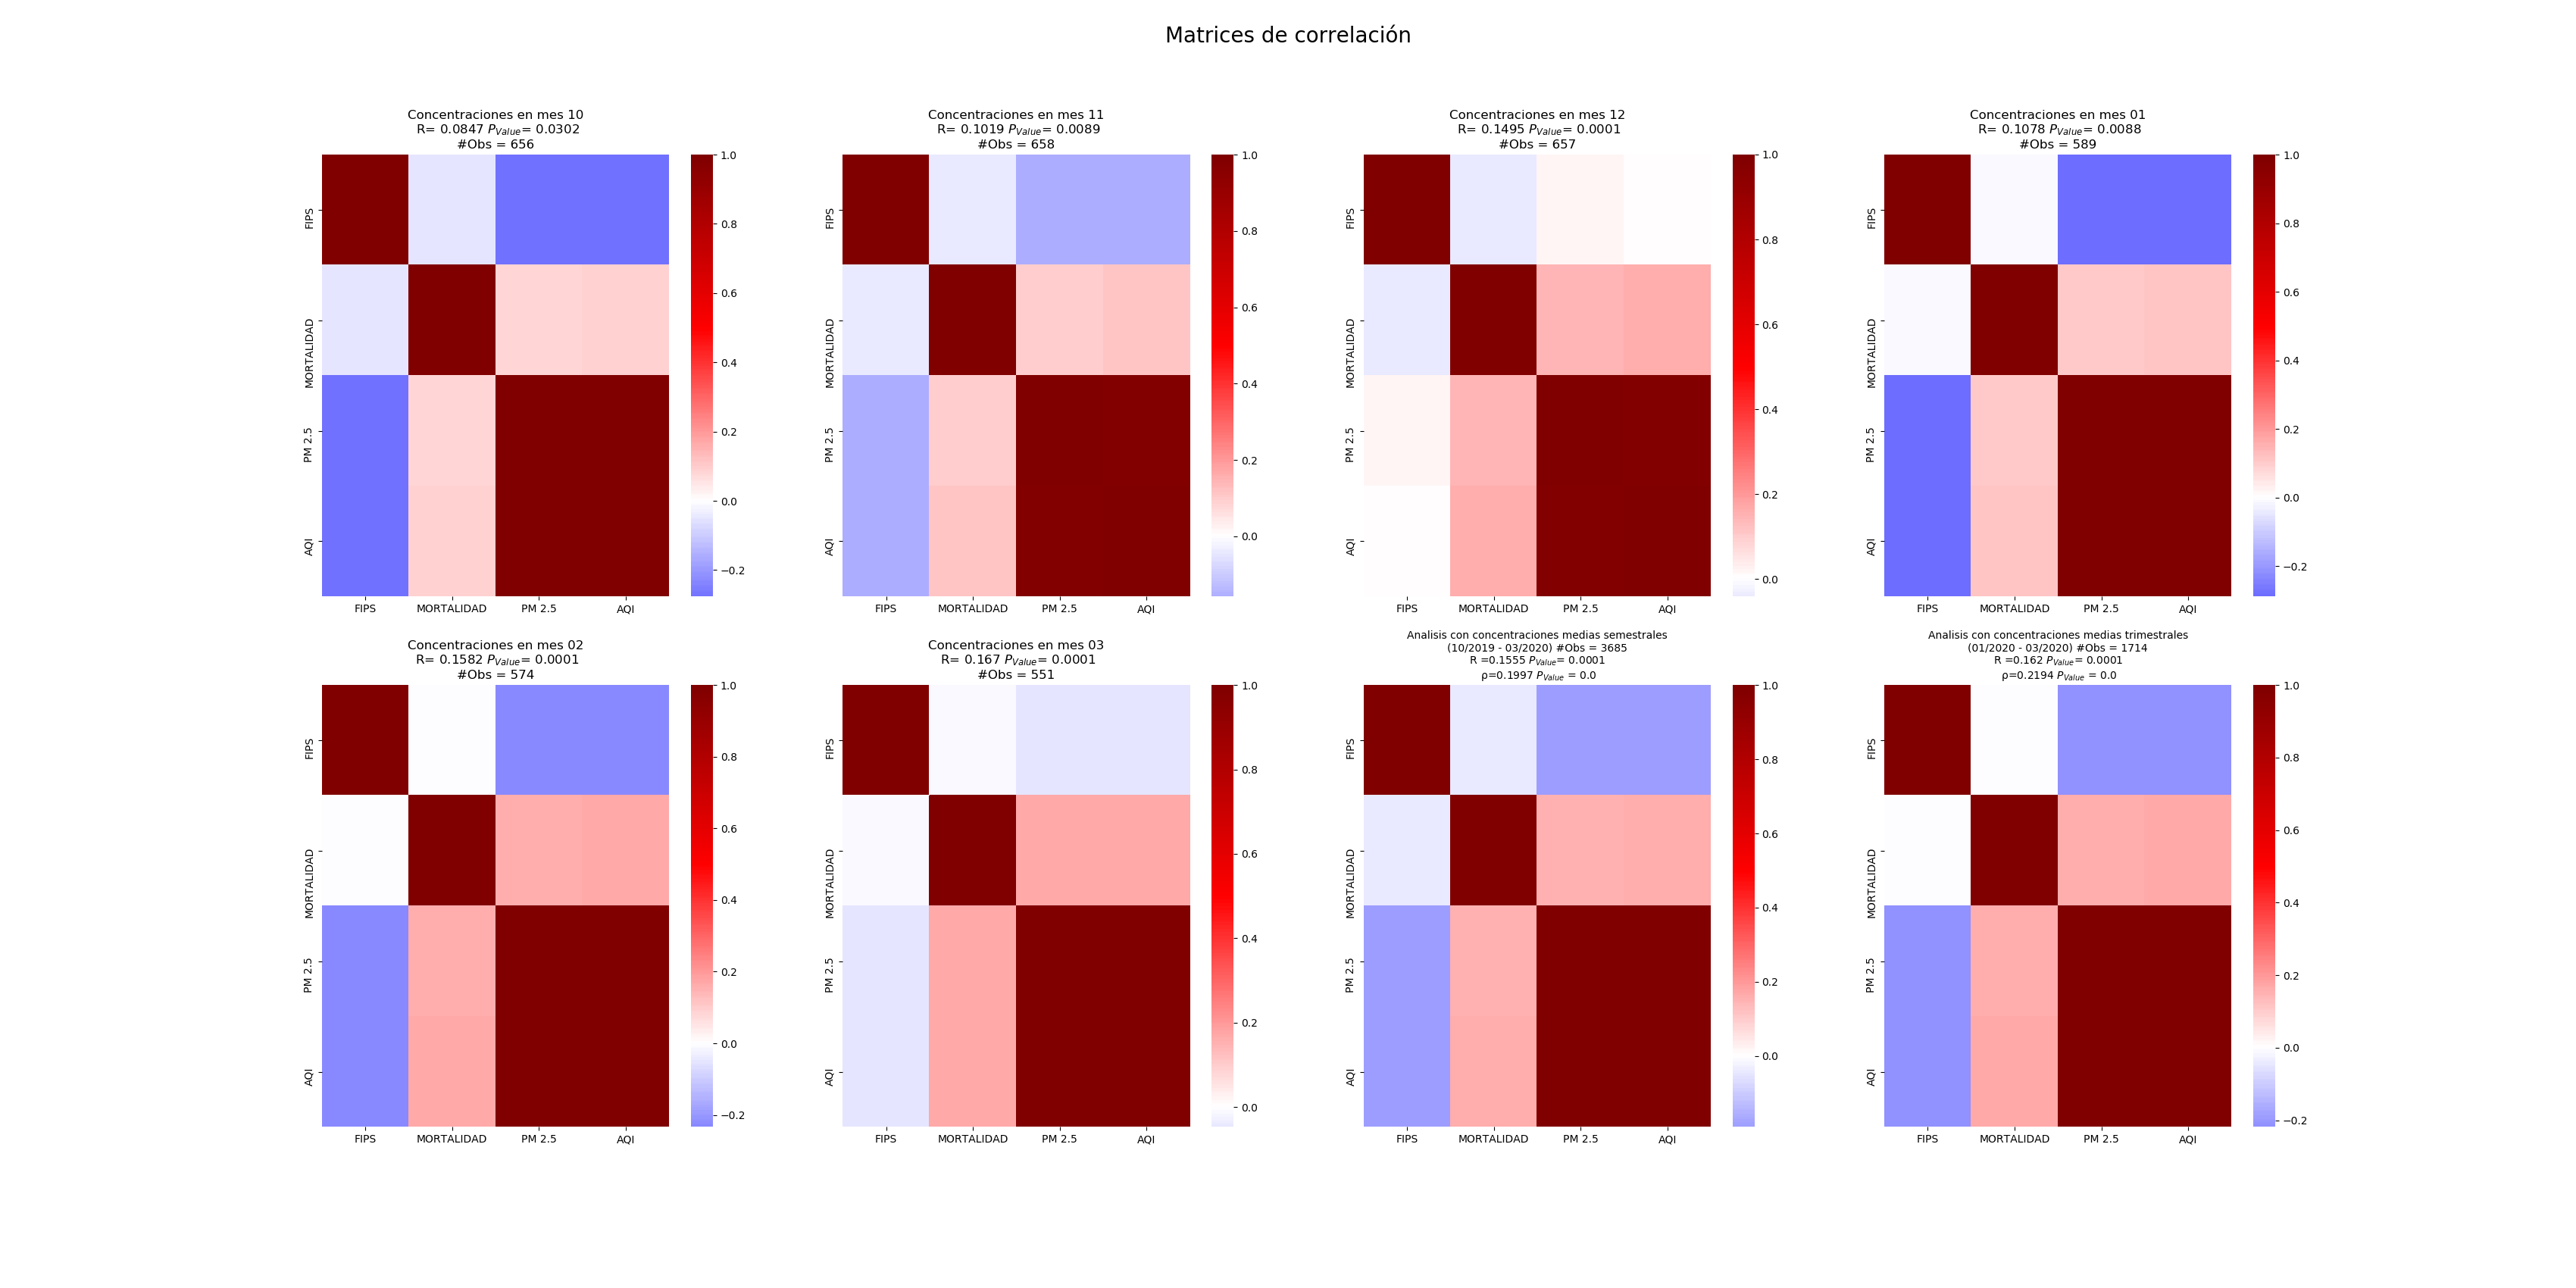 Matrices de correlación
Concentraciones en mes 10
R= 0.0847 PValue= 0.0302
#Obs = 656
1.0
0.8
0.6
0.4
0.2
0.0
−0.2
FIPS
MORTALIDAD
PM 2.5
AQI
FIPS MORTALIDAD PM 2.5 AQI
Concentraciones en mes 11
R= 0.1019 PValue= 0.0089
#Obs = 658
1.0
0.8
0.6
0.4
0.2
0.0
FIPS
MORTALIDAD
PM 2.5
AQI
FIPS MORTALIDAD PM 2.5 AQI
Concentraciones en mes 12
R= 0.1495 PValue= 0.0001
#Obs = 657
1.0
0.8
0.6
0.4
0.2
0.0
FIPS
MORTALIDAD
PM 2.5
AQI
FIPS MORTALIDAD PM 2.5 AQI
Concentraciones en mes 01
R= 0.1078 PValue= 0.0088
#Obs = 589
1.0
0.8
0.6
0.4
0.2
0.0
−0.2
FIPS
MORTALIDAD
PM 2.5
AQI
FIPS MORTALIDAD PM 2.5 AQI
Concentraciones en mes 02
R= 0.1582 PValue= 0.0001
#Obs = 574
1.0
0.8
0.6
0.4
0.2
0.0
−0.2
FIPS
MORTALIDAD
PM 2.5
AQI
FIPS MORTALIDAD PM 2.5 AQI
Concentraciones en mes 03
R= 0.167 PValue= 0.0001
#Obs = 551
1.0
0.8
0.6
0.4
0.2
0.0
FIPS
MORTALIDAD
PM 2.5
AQI
FIPS MORTALIDAD PM 2.5 AQI
Analisis con concentraciones medias semestrales
(10/2019 - 03/2020) #Obs = 3685
R =0.1555 PValue= 0.0001
ρ=0.1997 PValue = 0.0
1.0
0.8
0.6
0.4
0.2
0.0
FIPS
MORTALIDAD
PM 2.5
AQI
FIPS MORTALIDAD PM 2.5 AQI
Analisis con concentraciones medias trimestrales
(01/2020 - 03/2020) #Obs = 1714
R =0.162 PValue= 0.0001
ρ=0.2194 PValue = 0.0
1.0
0.8
0.6
0.4
0.2
0.0
−0.2
FIPS
MORTALIDAD
PM 2.5
AQI
FIPS MORTALIDAD PM 2.5 AQI